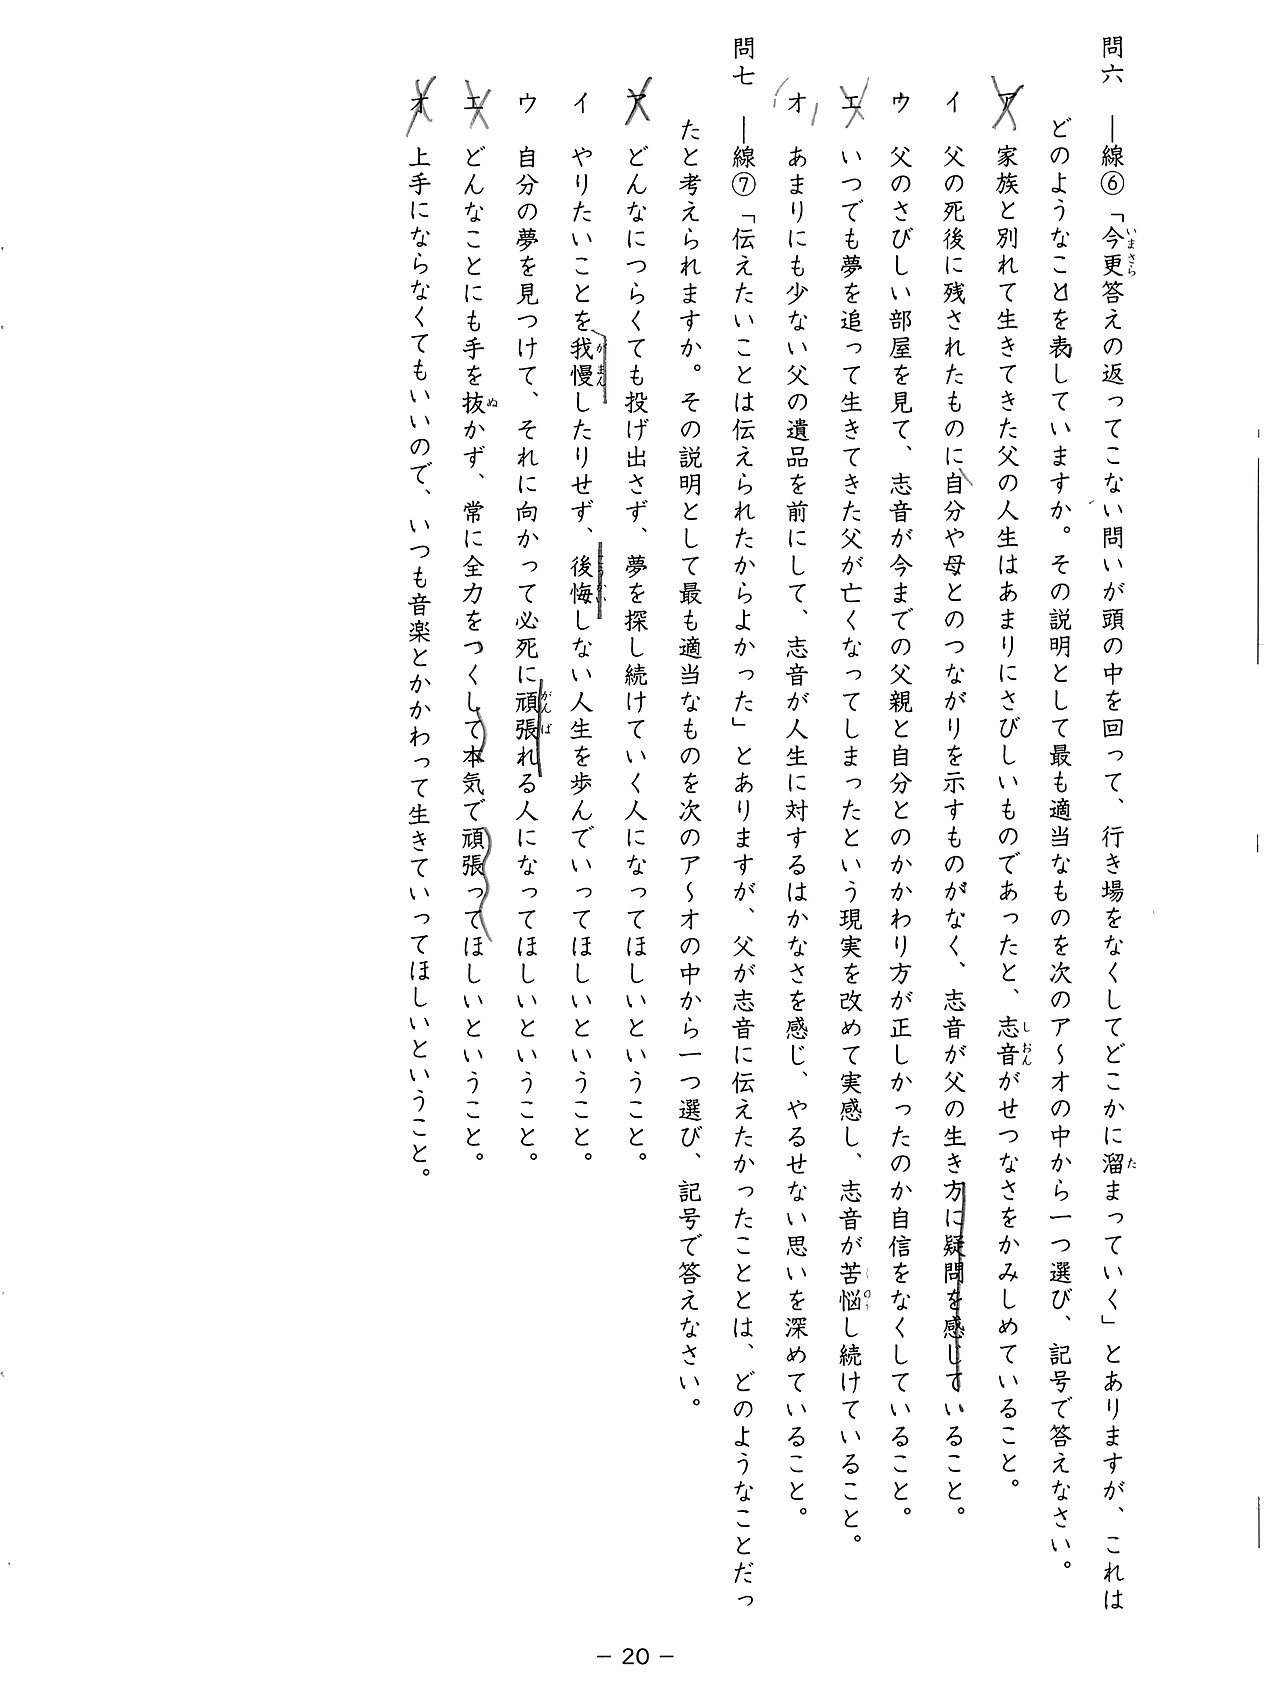 問六 ―線⑥「今更答えの返ってこない問いが頭の中を回って、行き場をなくしてどこかに溜まっていく」とありますが、これは
どのようなことを表していますか。その説明として最も適当なものを次のア～オの中から一つ選び、記号で答えなさい。
ア 家族と別れて生きてきた父の人生はあまりにさびしいものであったと、志音がせつなさをかみしめていること。
イ 父の死後に残されたものに自分や母とのつながりを示すものがなく、志音が父の生き方に疑問を感じていること。
ウ 父のさびしい部屋を見て、志音が今までの父親と自分とのかかわり方が正しかったのか自信をなくしていること。
エ いつでも夢を追って生きてきた父が亡くなってしまったという現実を改めて実感し、志音が苦悩し続けていること。
オ あまりにも少ない父の遺品を前にして、志音が人生に対するはかなさを感じ、やるせない思いを深めていること。
問七 ―線⑦「伝えたいことは伝えられたからよかった」とありますが、父が志音に伝えたかったこととは、どのようなことだっ
たと考えられますか。その説明として最も適当なものを次のア～オの中から一つ選び、記号で答えなさい。
ア どんなにつらくても投げ出さず、夢を探し続けていく人になってほしいということ。
イ やりたいことを我慢したりせず、後悔しない人生を歩んでいってほしいということ。
ウ 自分の夢を見つけて、それに向かって必死に頑張れる人になってほしいということ。
エ どんなことにも手を抜かず、常に全力をつくして本気で頑張ってほしいということ。
オ 上手にならなくてもいいので、いつも音楽とかかわって生きていってほしいということ。
− 20 −